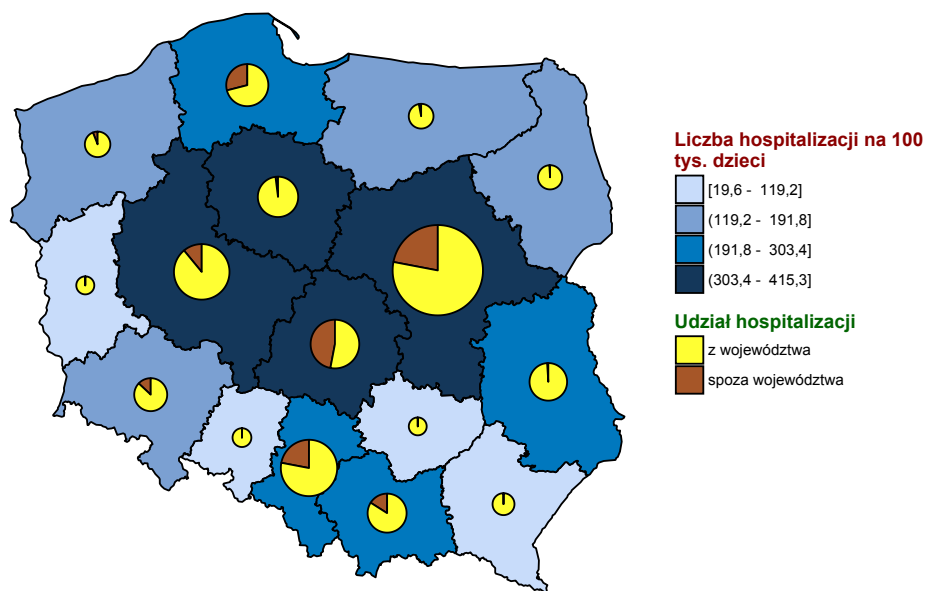 Liczba hospitalizacji na 100
tys. dzieci
[19,6 - 119,2]
(119,2 - 191,8]
(191,8 - 303,4]
(303,4 - 415,3]
Udział hospitalizacji
z województwa
spoza województwa